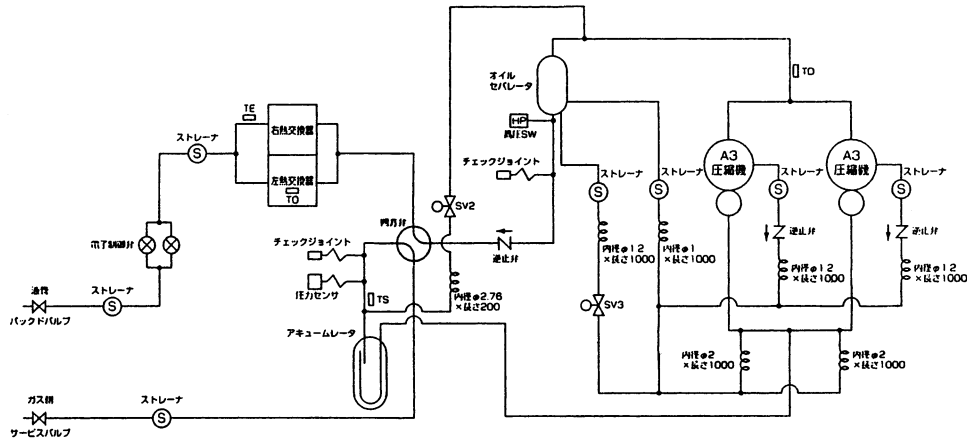 オイル
セパレータ
TD
TE
右熱交換器
ストレーナ
S
左熱交換器
TO
HP
高圧SW
チェックジョイント
SV2
四方弁
逆止弁
チェックジョイント
圧力センサ
TS
内径φ2.76
×長さ200
電子制御弁
液管
パックドバルブ
ストレーナ
S
アキュームレータ
ガス側
サービスバルブ
ストレーナ
S
ストレーナ
S
内径φ1.2
×長さ1000
SV3
ストレーナ
S
内径φ1
×長さ1000
A3
圧縮機
ストレーナ
S
逆止弁
内径φ1.2
×長さ1000
A3
圧縮機
ストレーナ
S
逆止弁
内径φ1.2
×長さ1000
内径φ2
×長さ1000
内径φ2
×長さ1000